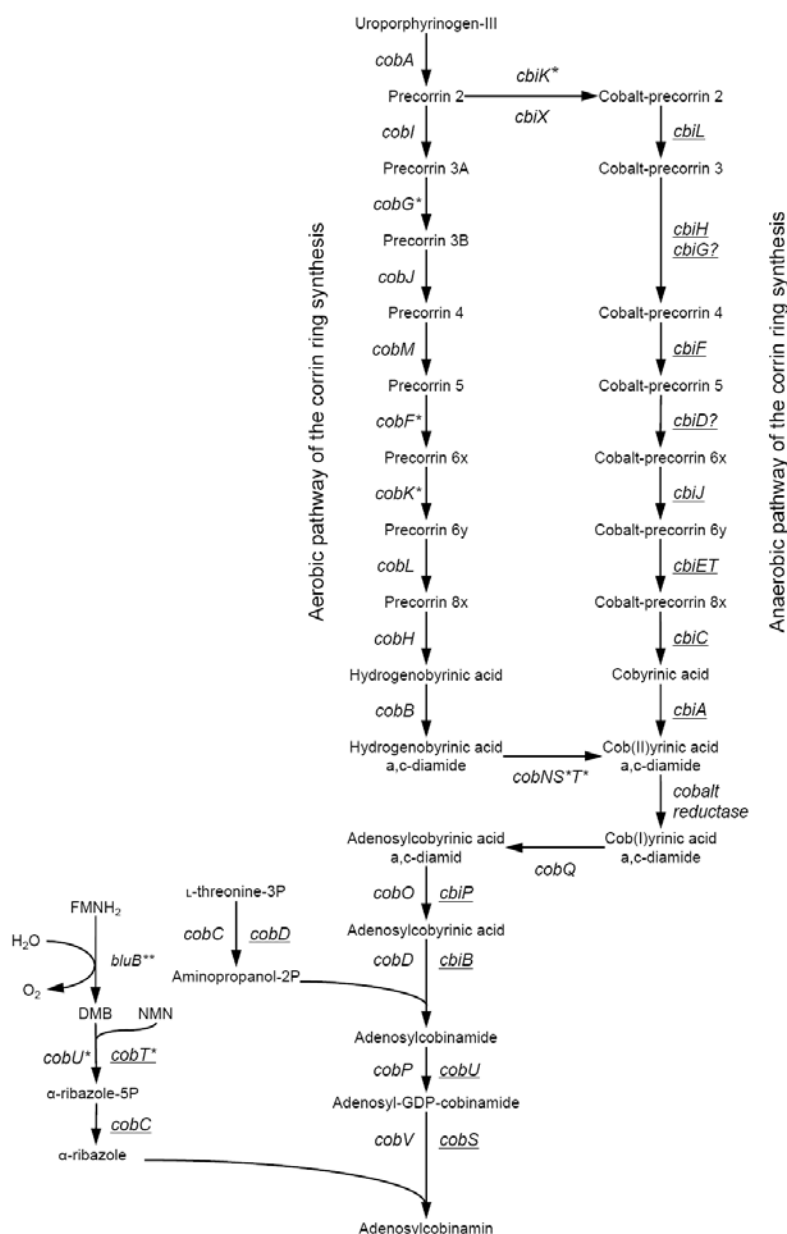 Uroporphyrinogen-III
cobA
cbiK*
Precorrin 2
Cobalt-precorrin 2
cbiX
cobI
cbiL
Precorrin 3A
Cobalt-precorrin 3
cobG*
cbiH
Precorrin 3B
cbiG?
cobJ
Precorrin 4
Cobalt-precorrin 4
cobM
cbiF
Precorrin 5
Cobalt-precorrin 5
cobF*
cbiD?
Precorrin 6x
Cobalt-precorrin 6x
cobK*
cbiJ
Precorrin 6y
Cobalt-precorrin 6y
cobL
cbiET
Precorrin 8x
Cobalt-precorrin 8x
cobH
cbiC
Hydrogenobyrinic acid
Cobyrinic acid
cobB
cbiA
Hydrogenobyrinic acid
a,c-diamide
Cob(II)yrinic acid
a,c-diamide
cobNS*T*
cobalt
reductase
Adenosylcobyrinic acid
a,c-diamid
Cob(I)yrinic acid
a,c-diamide
cobQ
Aerobic pathway of the corrin ring synthesis
Anaerobic pathway of the corrin ring synthesis
cobO
cbiP
Adenosylcobyrinic acid
L-threonine-3P
cobC
cobD
Aminopropanol-2P
cobD
cbiB
FMNH2
H2O
bluB**
O2
DMB
NMN
Adenosylcobinamide
cobU*
cobT*
cobP
cobU
α-ribazole-5P
Adenosyl-GDP-cobinamide
cobC
cobV
cobS
α-ribazole
Adenosylcobinamin